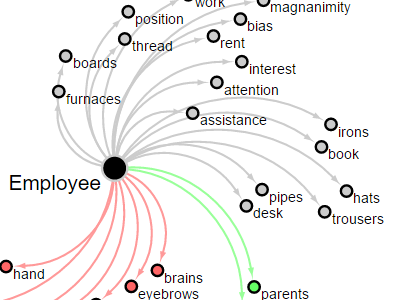 work
magnanimity
position
bias
thread
rent
boards
interest
attention
furnaces
assistance
irons
book
Employee
pipes
hats
desk
trousers
hand
brains
eyebrows
parents